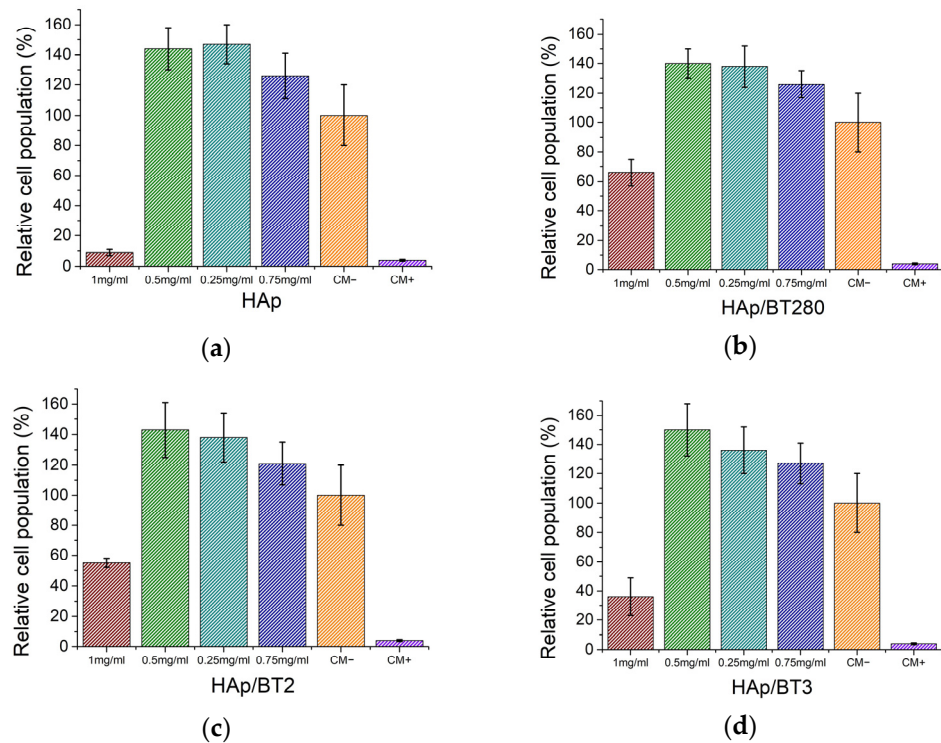 Relative cell population (%)
160
140
120
100
80
60
40
20
0
1mg/ml 0.5mg/ml 0.25mg/ml 0.75mg/ml CM− CM+
HAp
(a)
Relative cell population (%)
160
140
120
100
80
60
40
20
0
1mg/ml 0.5mg/ml 0.25mg/ml 0.75mg/ml CM− CM+
HAp/BT280
(b)
Relative cell population (%)
160
140
120
100
80
60
40
20
0
1mg/ml 0.5mg/ml 0.25mg/ml 0.75mg/ml CM− CM+
HAp/BT2
(c)
Relative cell population (%)
160
140
120
100
80
60
40
20
0
1mg/ml 0.5mg/ml 0.25mg/ml 0.75mg/ml CM− CM+
HAp/BT3
(d)